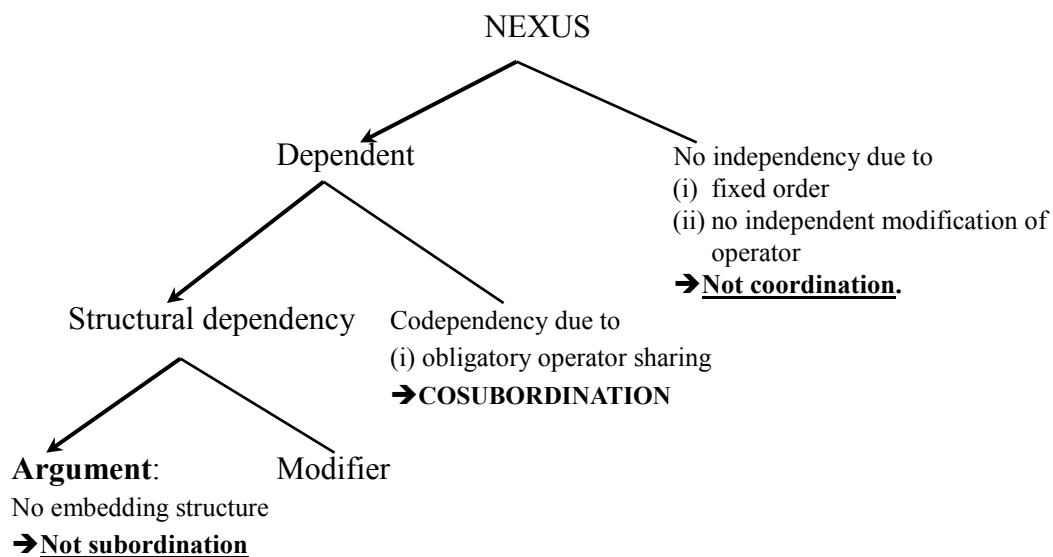 NEXUS
Dependent
No independency due to
(i) fixed order
(ii) no independent modification of
operator
➔Not coordination.
Structural dependency
Codependency due to
(i) obligatory operator sharing
➔COSUBORDINATION
Argument:
No embedding structure
➔Not subordination
Modifier